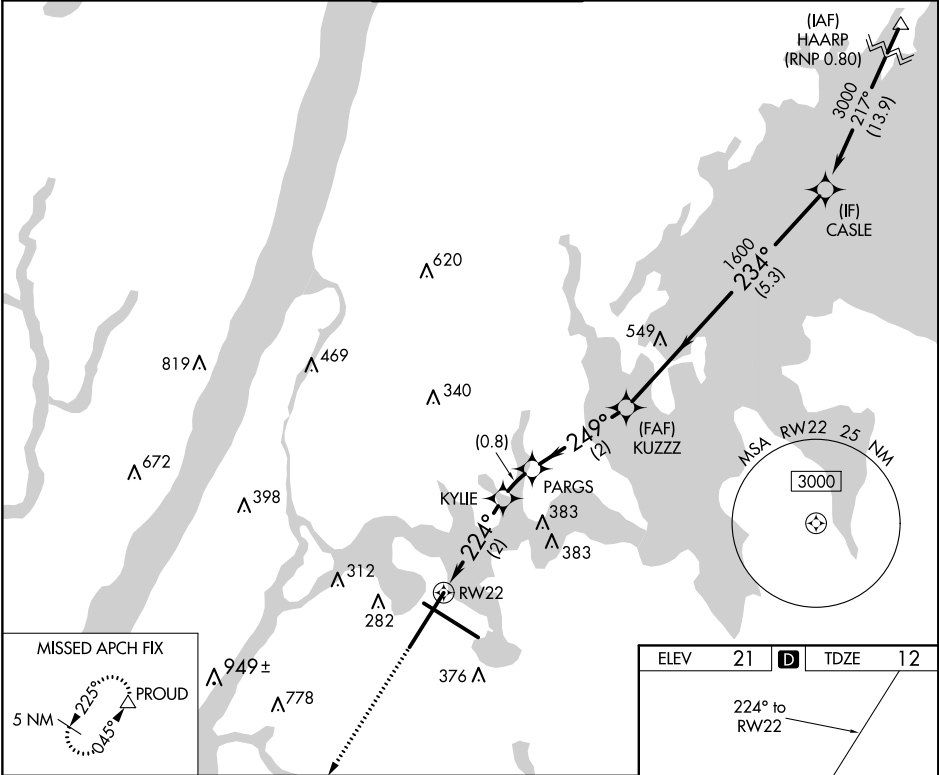 (IAF)
HAARP
(RNP 0.80)
3000
217°
(13.9)
(IF)
CASLE
1600
234°
(5.3)
620
549
819
469
340
(FAF)
KUZZZ
249°
(2)
(0.8)
PARGS
KYLIE
MSA RW22 25 NM
3000
672
398
383
383
224°
(2)
312
282
RW22
376
949±
778
MISSED APCH FIX
PROUD
225°
5 NM
045°
ELEV 21 D TDZE 12
224° to
RW22